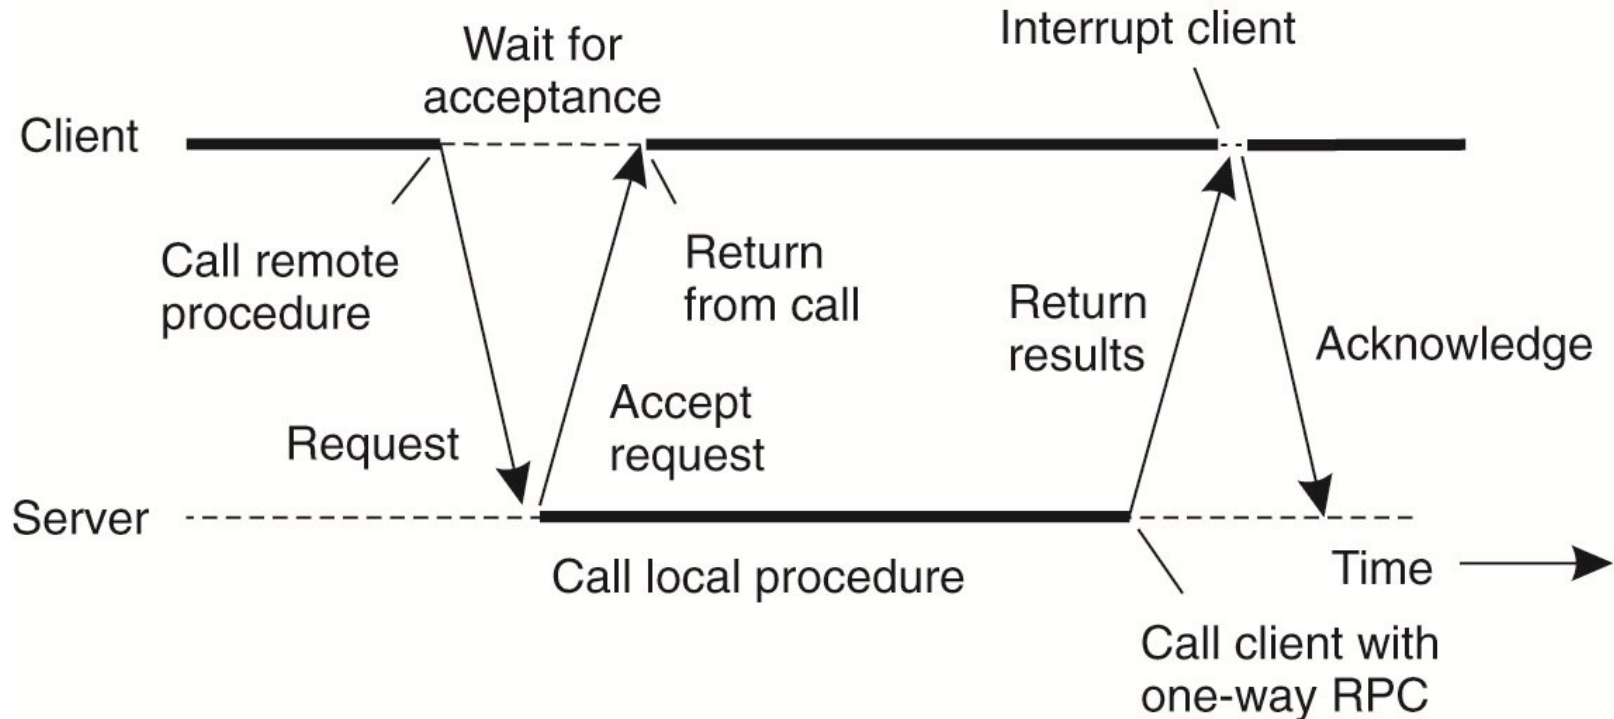 Interrupt client
Wait for
acceptance
Client
Call remote
procedure
Return
from call
Return
results
Acknowledge
Accept
request
Request
Server
Call local procedure
Time
Call client with
one-way RPC